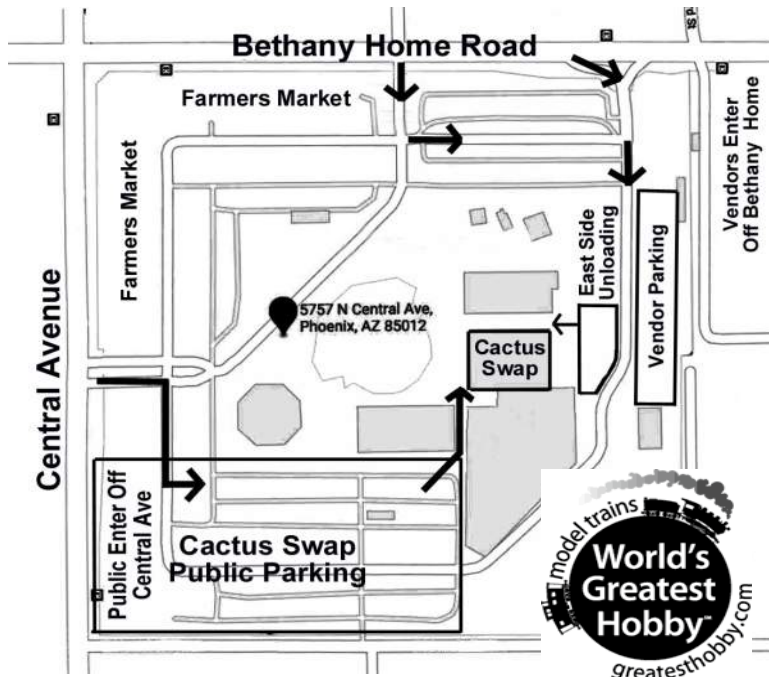 Bethany Home Road
Farmers Market
Farmers Market
Central Avenue
5757 N Central Ave,
Phoenix, AZ 85012
East Side
Unloading
Vendors Enter
Off Bethany Home
Vendor Parking
Cactus
Swap
Public Enter Off
Central Ave
Cactus Swap
Public Parking
model trains
World's
Greatest
Hobby™
greatesthobby.com